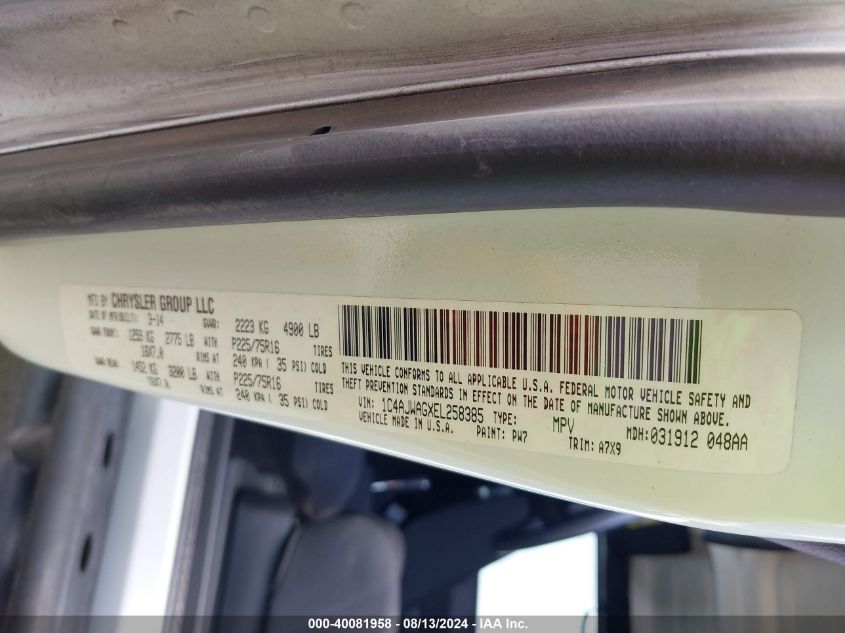 MFD BY CHRYSLER GROUP LLC
DATE OF MFR/BUILT: 9-14 GVWR: 2223 KG 4900 LB
GAWR FRONT: 1259 KG 2775 LB WITH P225/75R16 TIRES
16X7.0 RIMS AT 240 KPA ( 35 PSI) COLD
GAWR REAR: 1452 KG 3200 LB WITH P225/75R16 TIRES
16X7.0 RIMS AT 240 KPA ( 35 PSI) COLD
THIS VEHICLE CONFORMS TO ALL APPLICABLE U.S.A. FEDERAL MOTOR VEHICLE SAFETY AND
THEFT PREVENTION STANDARDS IN EFFECT ON THE DATE OF MANUFACTURE SHOWN ABOVE.
VIN: 1C4AJWAGXEL258385 TYPE: MPV MDH:031912 048AA
VEHICLE MADE IN U.S.A. PAINT: PW7 TRIM: A7X9
000-40081958 - 08/13/2024 - IAA Inc.